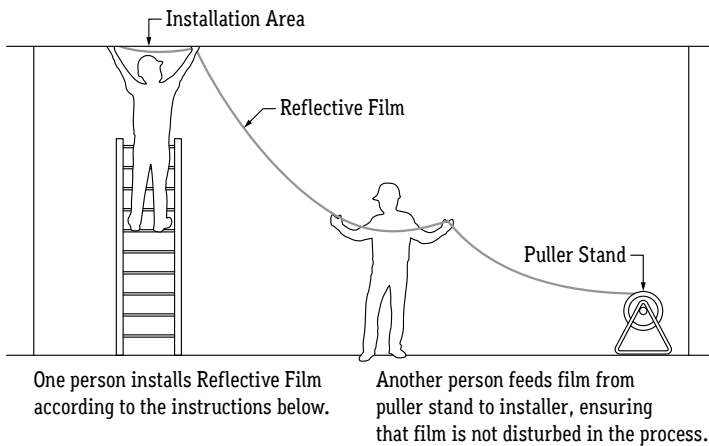 Installation Area
Reflective Film
Puller Stand
One person installs Reflective Film
according to the instructions below.
Another person feeds film from
puller stand to installer, ensuring
that film is not disturbed in the process.